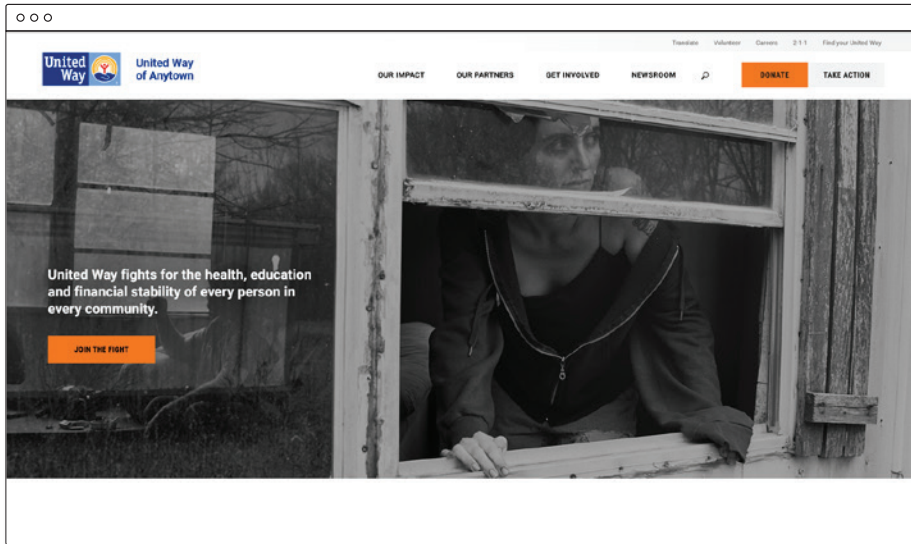 Translate Volunteer Careers 2-1-1 Find your United Way
United
Way
United Way
of Anytown
OUR IMPACT OUR PARTNERS GET INVOLVED NEWSROOM DONATE TAKE ACTION
United Way fights for the health, education
and financial stability of every person in
every community.
JOIN THE FIGHT